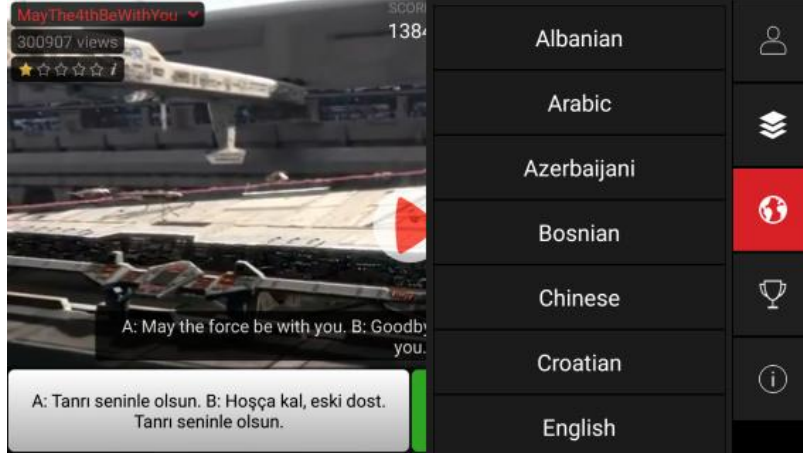 MayThe4thBeWithYou
300907 views
i
SCORE
1384
A: May the force be with you. B: Goodby
you.
A: Tanrı seninle olsun. B: Hoşça kal, eski dost.
Tanrı seninle olsun.
Albanian
Arabic
Azerbaijani
Bosnian
Chinese
Croatian
English